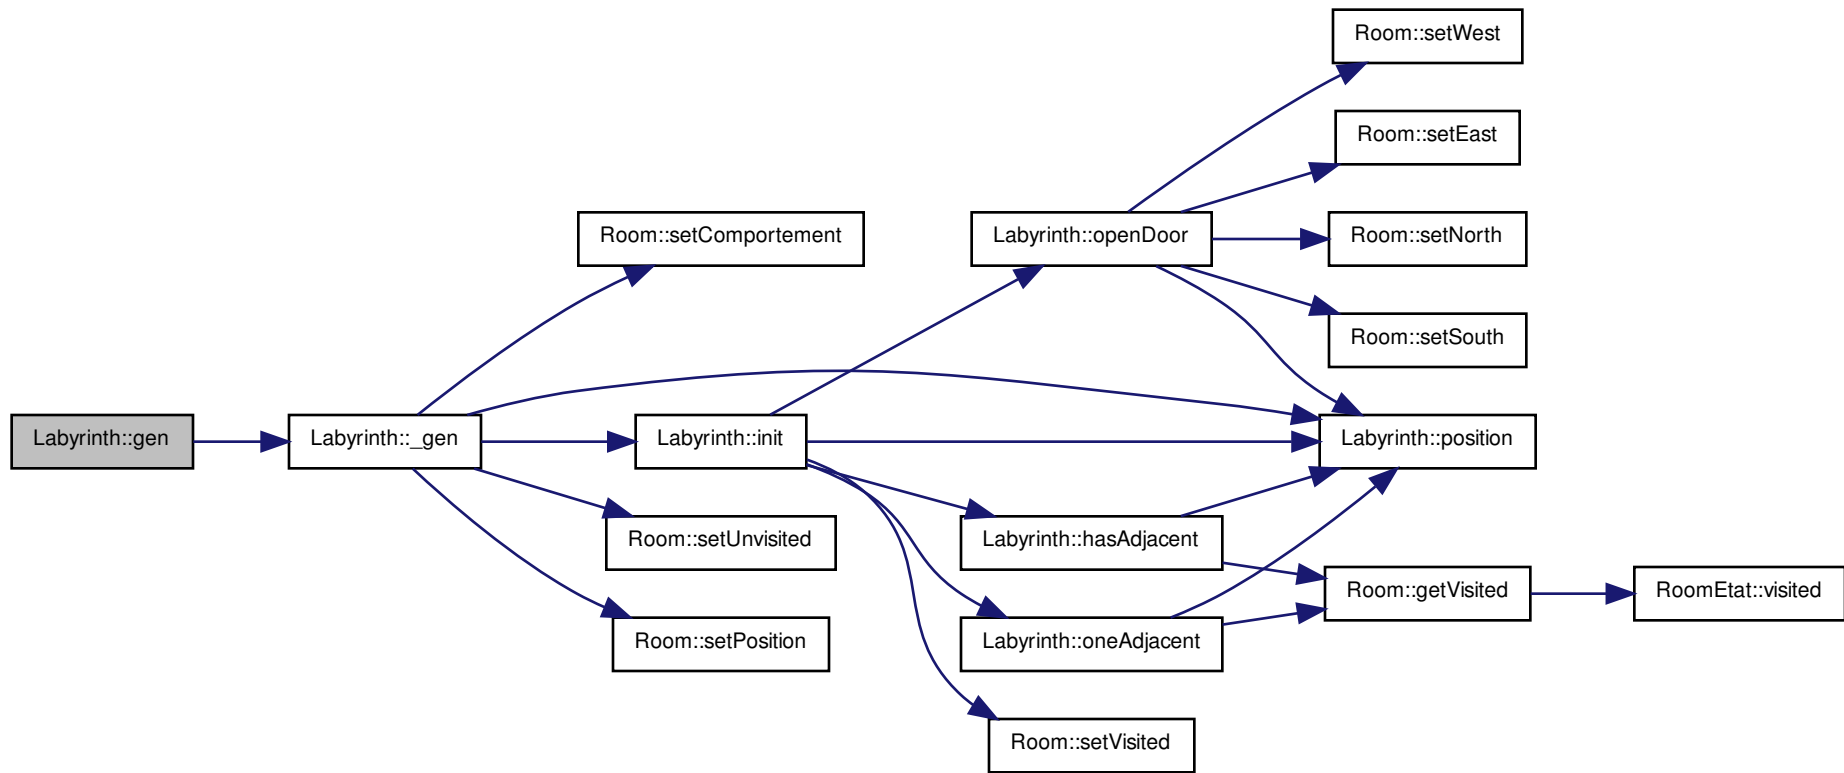 Room::setWest
Room::setEast
Room::setComportement
Labyrinth::openDoor
Room::setNorth
Room::setSouth
Labyrinth::gen
Labyrinth::_gen
Labyrinth::init
Labyrinth::position
Room::setUnvisited
Labyrinth::hasAdjacent
Room::getVisited
RoomEtat::visited
Room::setPosition
Labyrinth::oneAdjacent
Room::setVisited